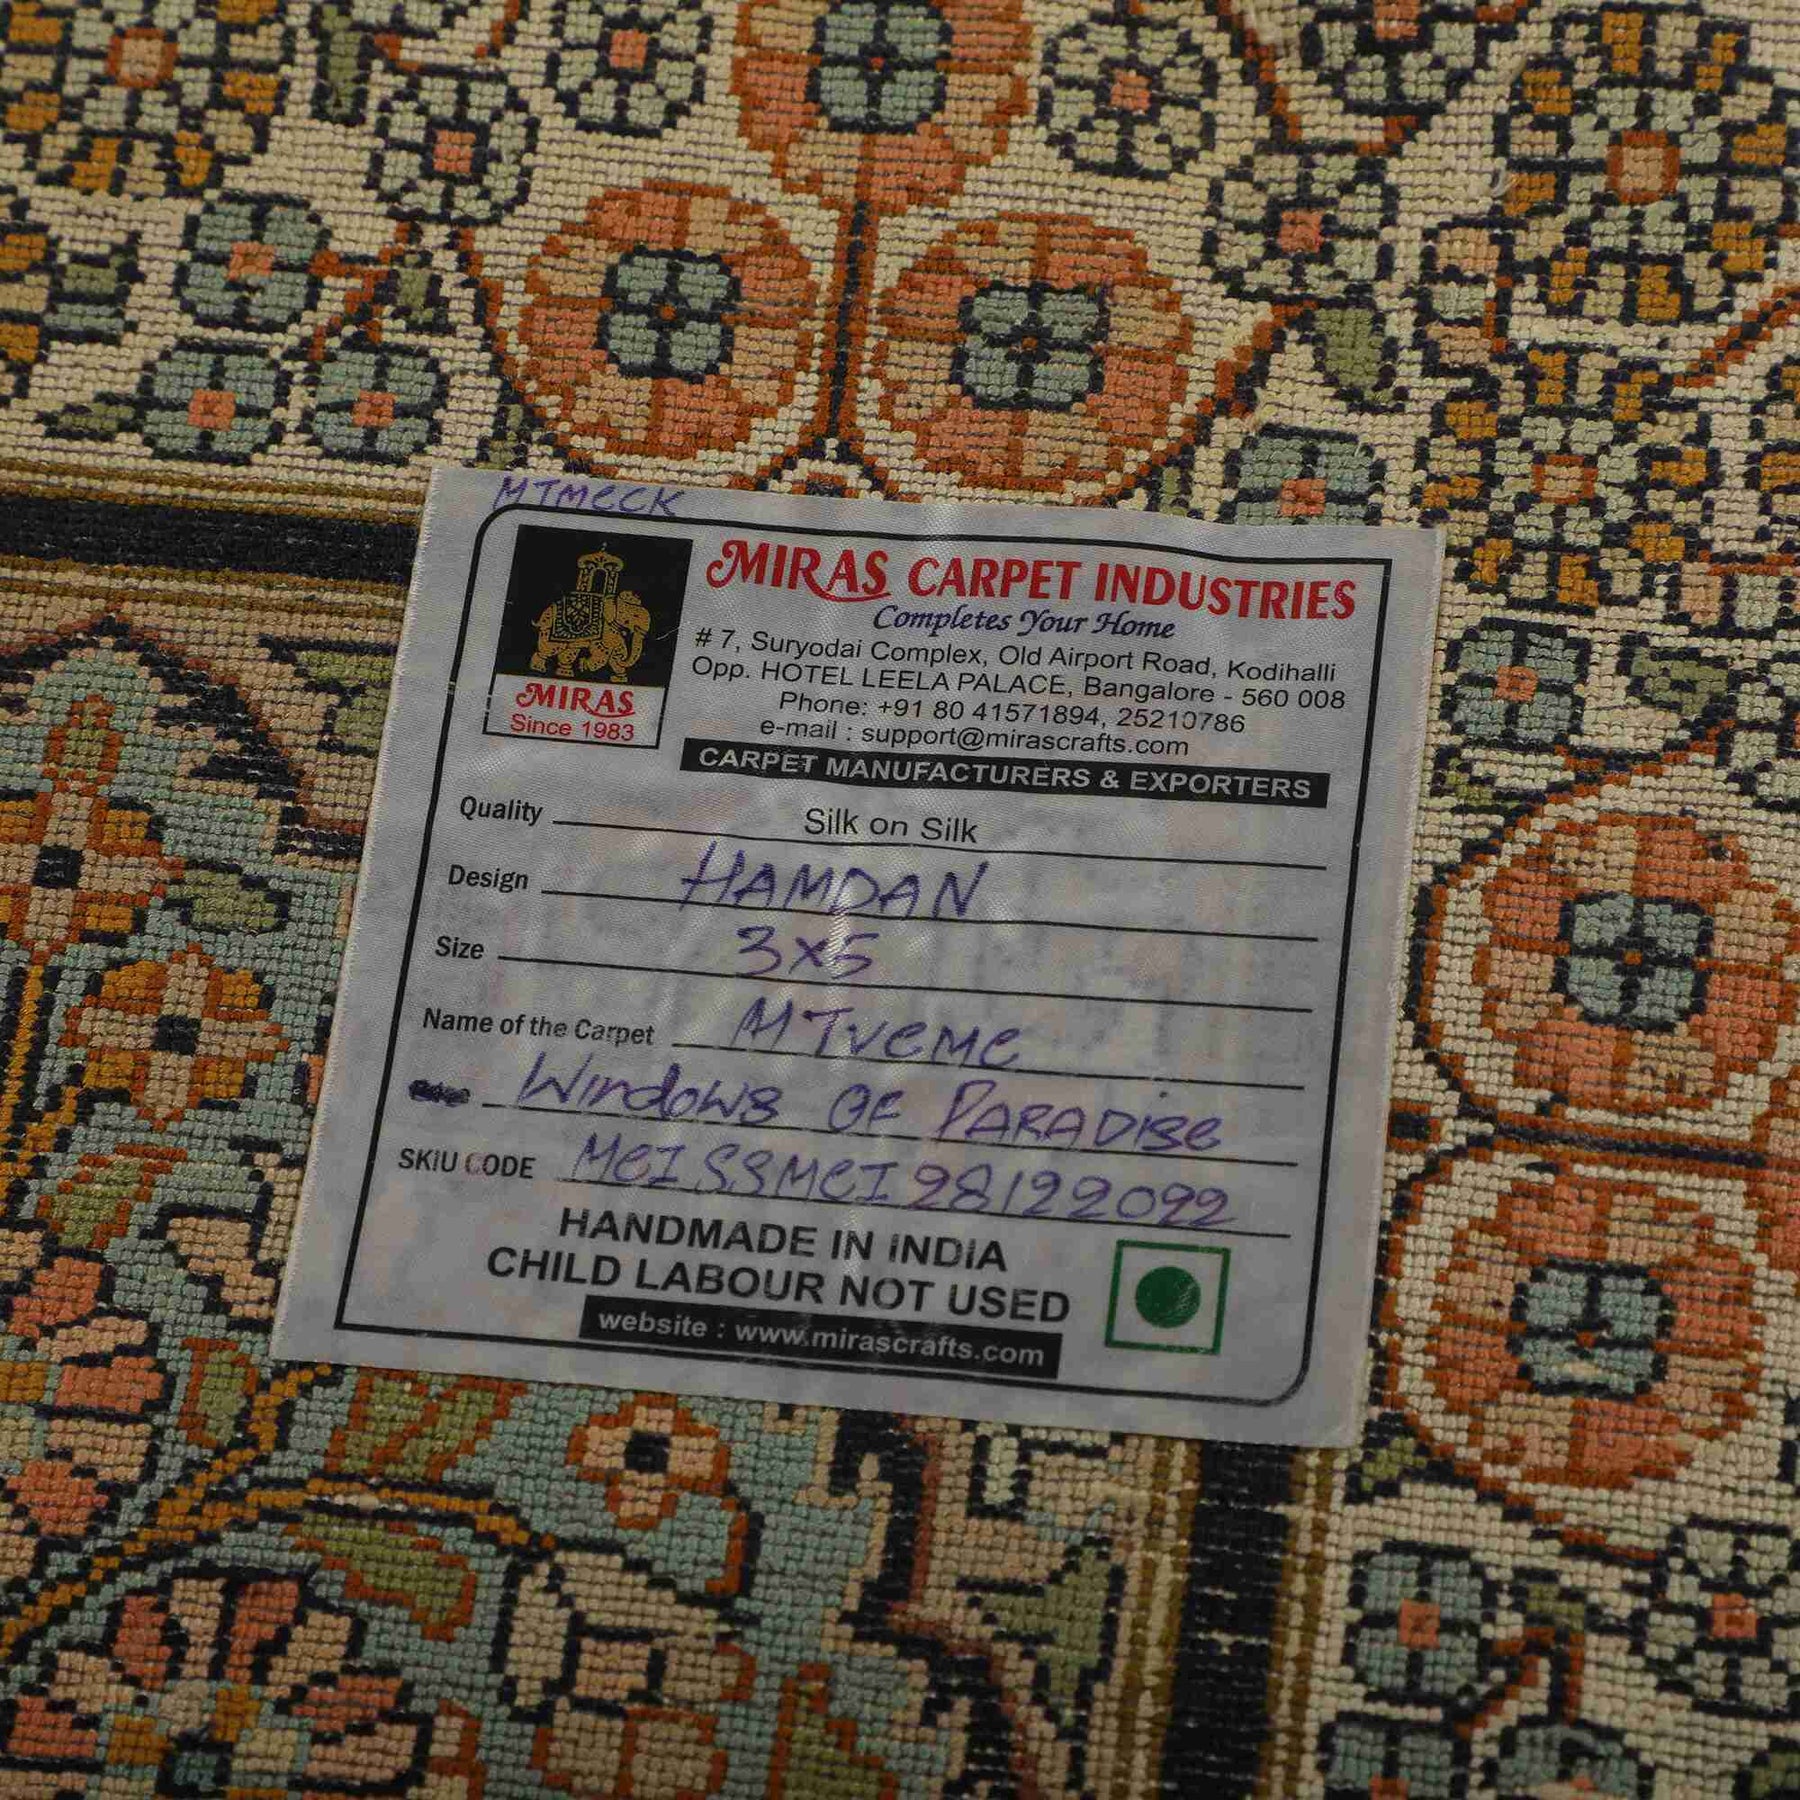 MTMECK
MIRAS CARPET INDUSTRIES
Completes Your Home
# 7, Suryodai Complex, Old Airport Road, Kodihalli
Opp. HOTEL LEELA PALACE, Bangalore - 560 008
Phone: +91 80 41571894, 25210786
e-mail : support@mirascrafts.com
MIRAS
Since 1983
CARPET MANUFACTURERS & EXPORTERS
Quality Silk on Silk
Design HAMDAN
Size 3x5
Name of the Carpet MTVEME
Windows OF PARADISE
SKIU CODE MCISSMCI28122022
HANDMADE IN INDIA
CHILD LABOUR NOT USED
website : www.mirascrafts.com